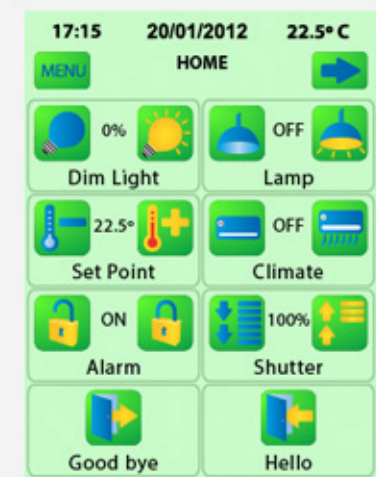 17:15 20/01/2012 22.5° C
MENU HOME
0% OFF
Dim Light Lamp
22.5° OFF
Set Point Climate
ON 100%
Alarm Shutter
Good bye Hello